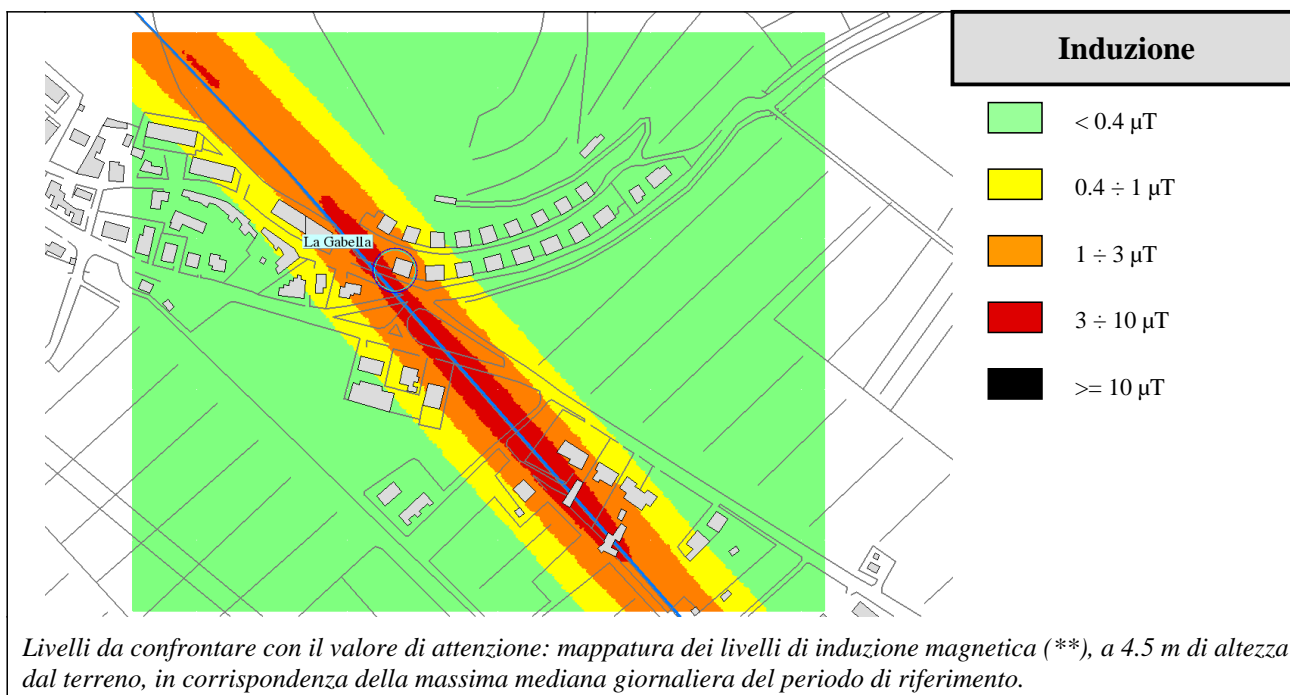 Induzione
< 0.4 µT
0.4 ÷ 1 µT
1 ÷ 3 µT
3 ÷ 10 µT
>= 10 µT
La Gabella
Livelli da confrontare con il valore di attenzione: mappatura dei livelli di induzione magnetica (**), a 4.5 m di altezza
dal terreno, in corrispondenza della massima mediana giornaliera del periodo di riferimento.